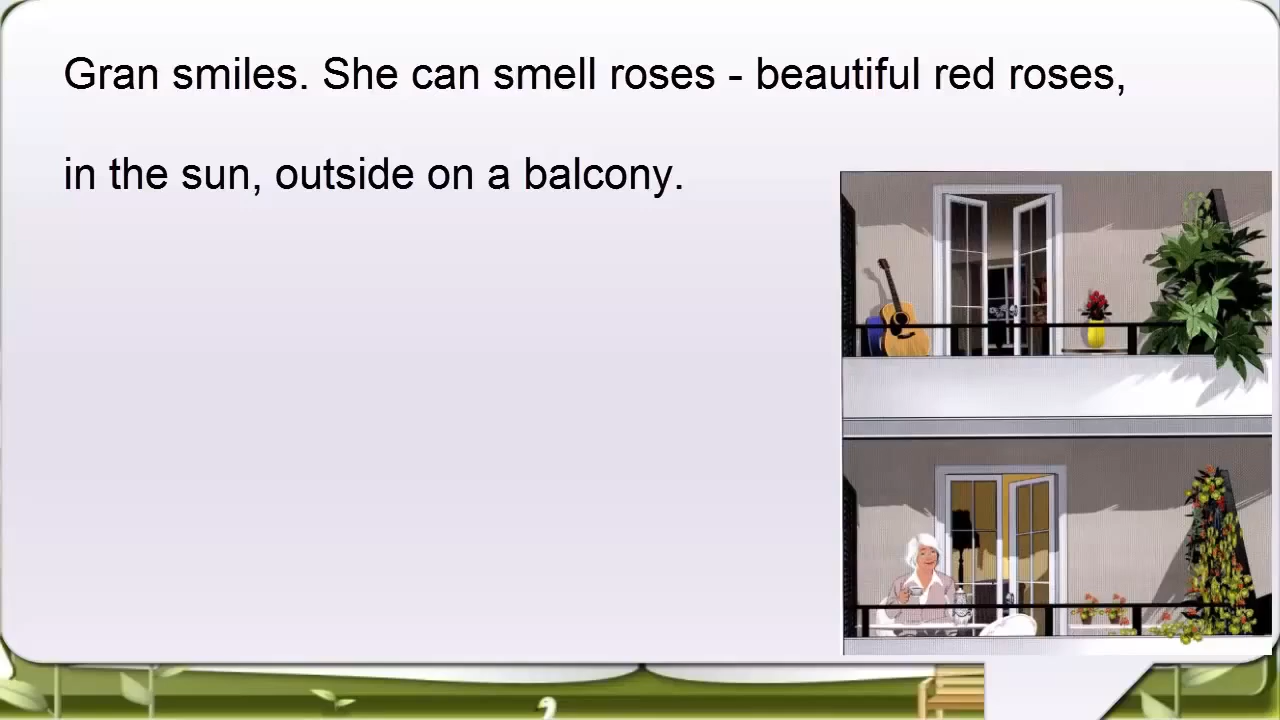 Gran smiles. She can smell roses - beautiful red roses,
in the sun, outside on a balcony.